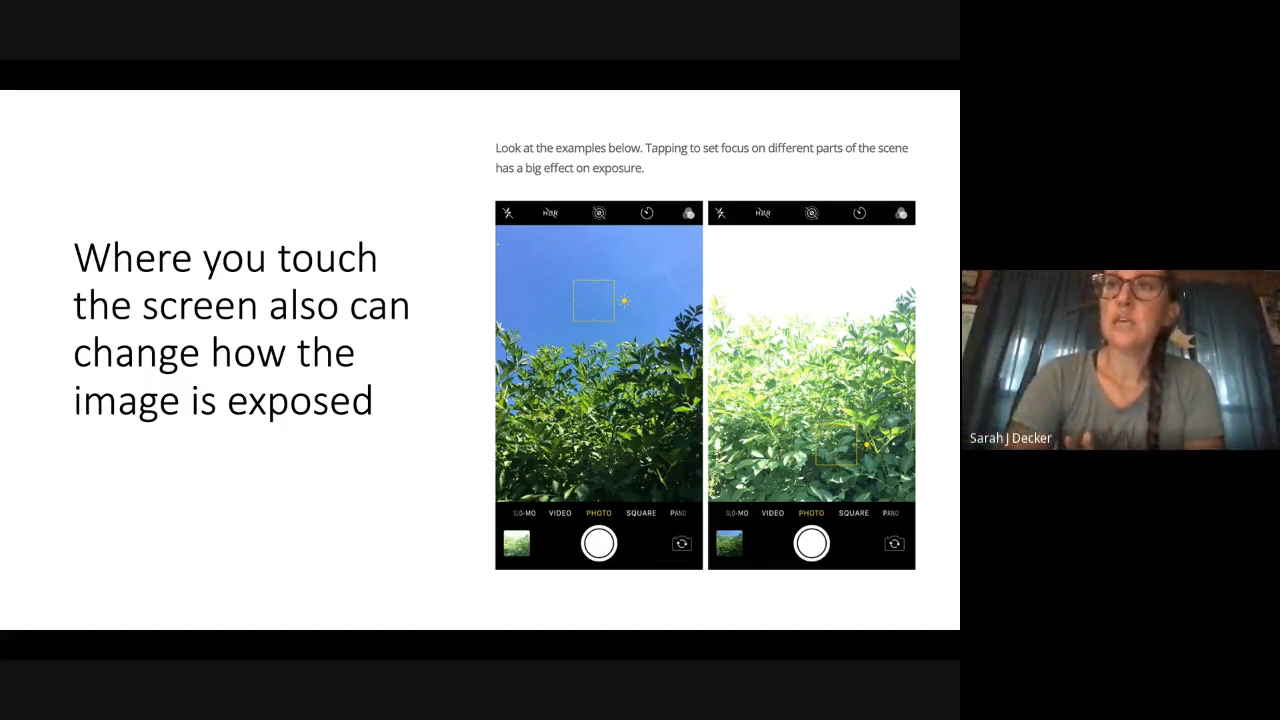 Where you touch
the screen also can
change how the
image is exposed
Look at the examples below. Tapping to set focus on different parts of the scene
has a big effect on exposure.
HDR
SLO-MO VIDEO PHOTO SQUARE PANO
HDR
SLO-MO VIDEO PHOTO SQUARE PANO
Sarah J Decker